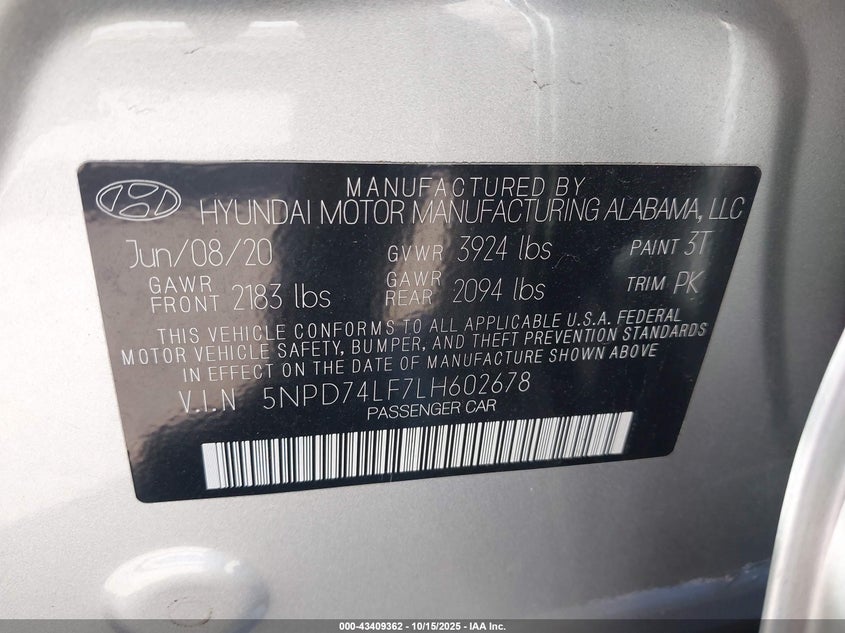 MANUFACTURED BY
HYUNDAI MOTOR MANUFACTURING ALABAMA, LLC
Jun/08/20 GVWR 3924 lbs PAINT 3T
GAWR FRONT 2183 lbs GAWR REAR 2094 lbs TRIM PK
THIS VEHICLE CONFORMS TO ALL APPLICABLE U.S.A. FEDERAL
MOTOR VEHICLE SAFETY, BUMPER, AND THEFT PREVENTION STANDARDS
IN EFFECT ON THE DATE OF MANUFACTURE SHOWN ABOVE
V.I.N 5NPD74LF7LH602678
PASSENGER CAR
000-43409362 - 10/15/2025 - IAA Inc.